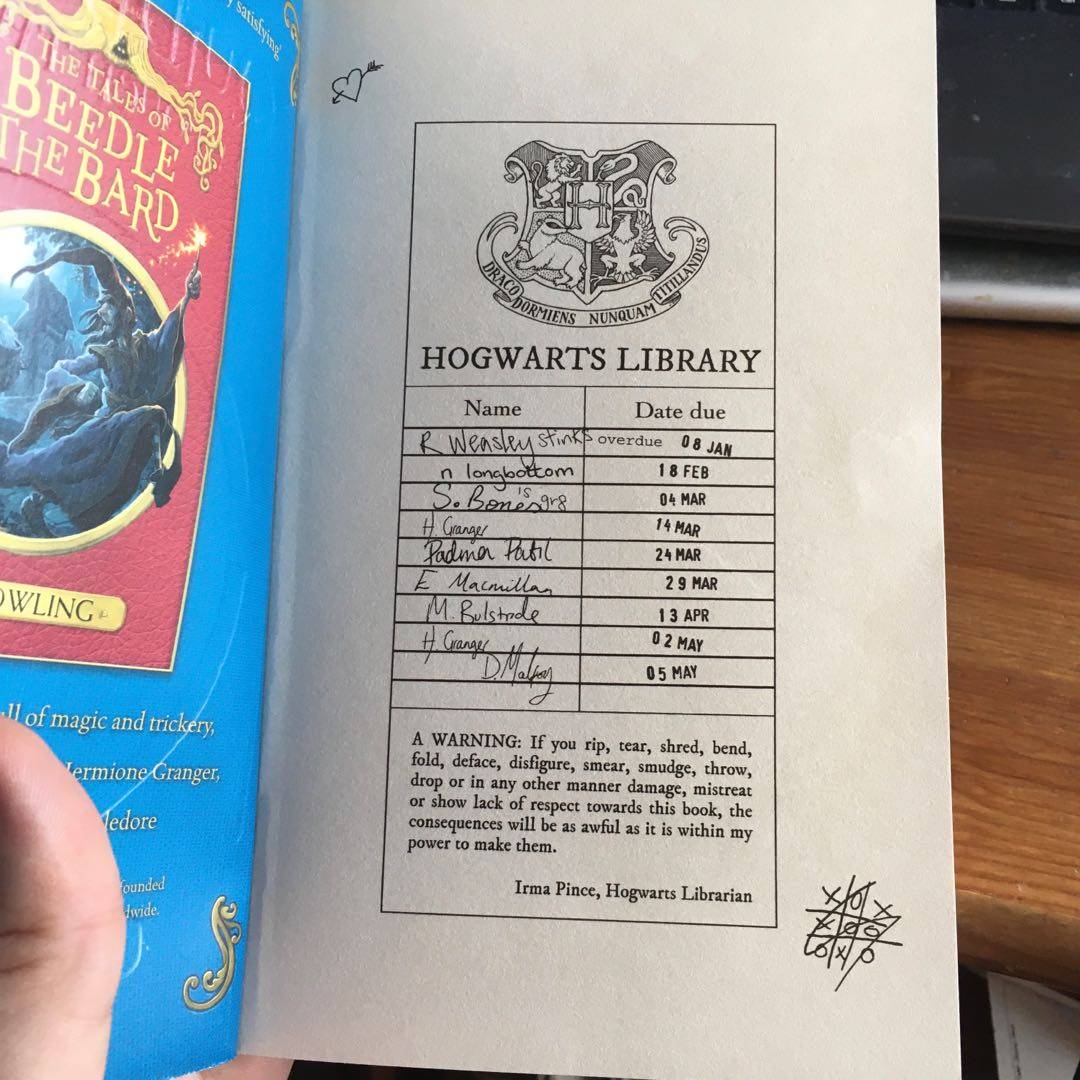 y satisfying'
THE TALES OF
BEEDLE
THE BARD
OWLING
ll of magic and trickery,
Hermione Granger,
ledore
founded
dwide.
H
DRACO DORMIENS NUNQUAM TITILLANDUS
HOGWARTS LIBRARY
Name Date due
R Weasley stinks overdue 08 JAN
n longbottom 18 FEB
S. Bones is gr8 04 MAR
H. Granger 14 MAR
Padma Patil 24 MAR
E Macmillan 29 MAR
M. Bulstrode 13 APR
H. Granger 02 MAY
D. Malfoy 05 MAY
A WARNING: If you rip, tear, shred, bend,
fold, deface, disfigure, smear, smudge, throw,
drop or in any other manner damage, mistreat
or show lack of respect towards this book, the
consequences will be as awful as it is within my
power to make them.
Irma Pince, Hogwarts Librarian
X O X
X O O
O X O